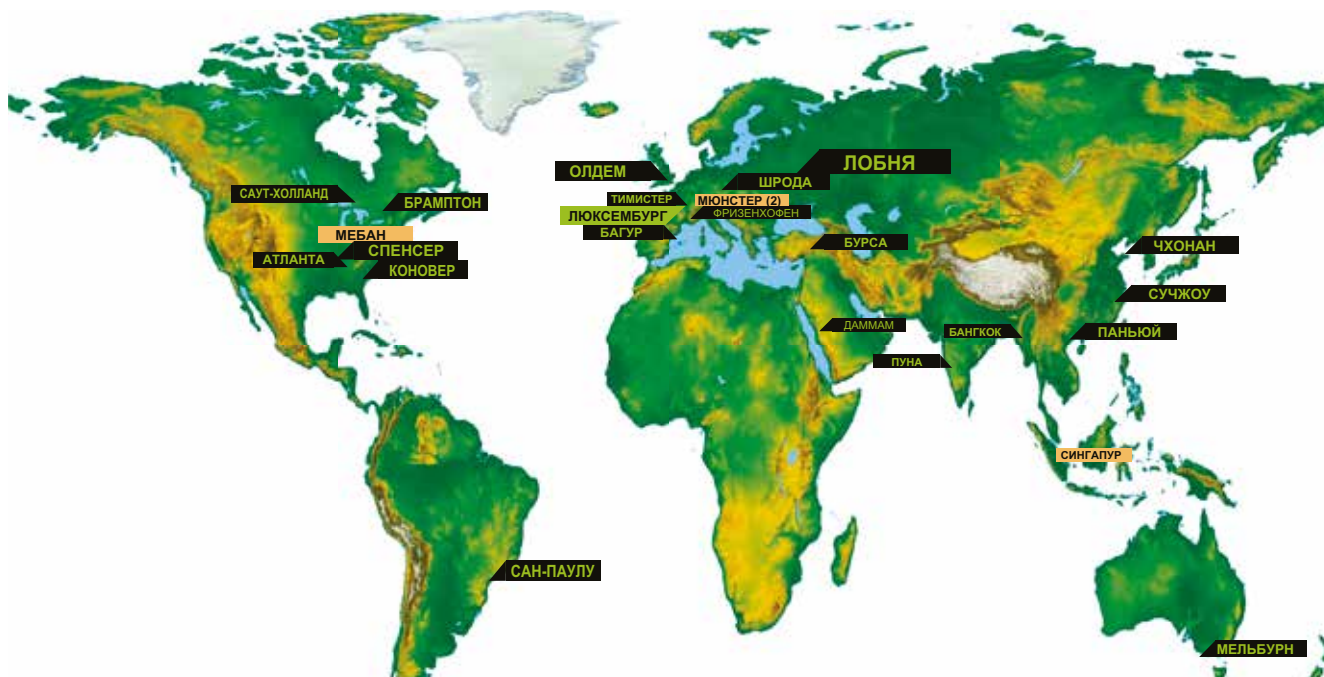 ЛОБНЯ
ОЛДЕМ
ШРОДА
САУТ-ХОЛЛАНД
БРАМПТОН
ТИМИСТЕР
МЮНСТЕР (2)
ЛЮКСЕМБУРГ
ФРИЗЕНХОФЕН
БАГУР
МЕБАН
СПЕНСЕР
АТЛАНТА
КОНОВЕР
БУРСА
ЧХОНАН
СУЧЖОУ
ДАММАМ
БАНГКОК
ПАНЬЮЙ
ПУНА
СИНГАПУР
САН-ПАУЛУ
МЕЛЬБУРН